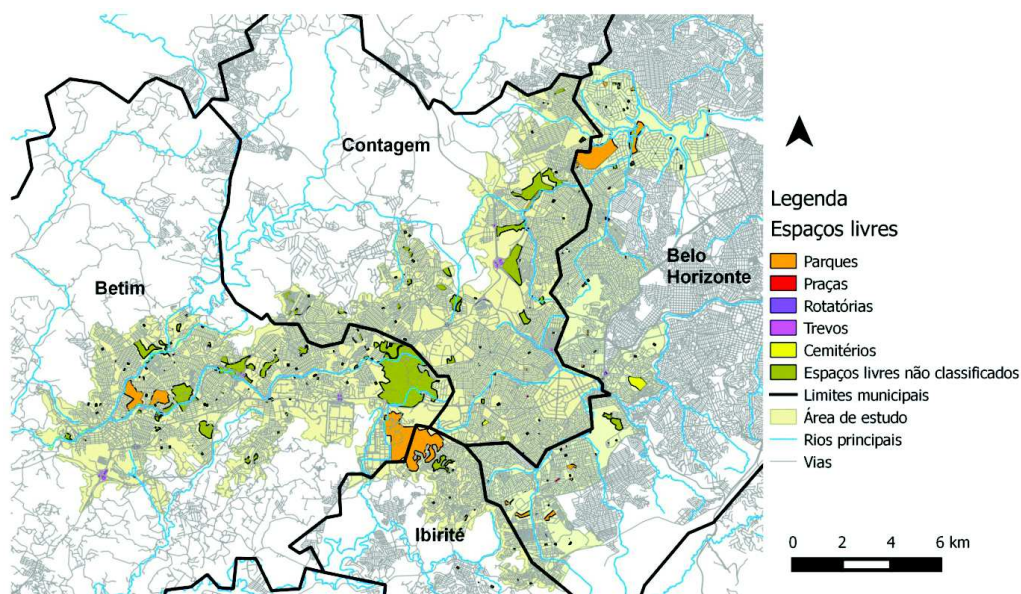 Contagem
Betim
Belo
Horizonte
Ibirité
Legenda
Espaços livres
Parques
Praças
Rotatórias
Trevos
Cemitérios
Espaços livres não classificados
Limites municipais
Área de estudo
Rios principais
Vias
0 2 4 6 km